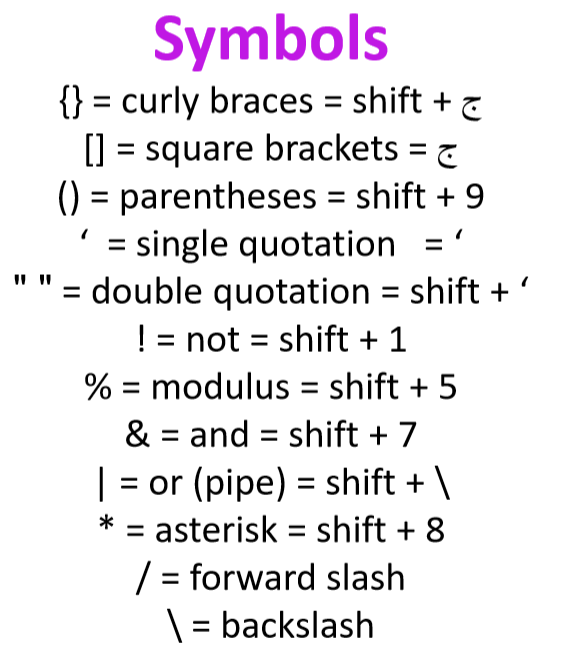 Symbols
{} = curly braces = shift + ج
[] = square brackets = ج
() = parentheses = shift + 9
‘ = single quotation = ‘
" " = double quotation = shift + ‘
! = not = shift + 1
% = modulus = shift + 5
& = and = shift + 7
| = or (pipe) = shift + \
* = asterisk = shift + 8
/ = forward slash
\ = backslash